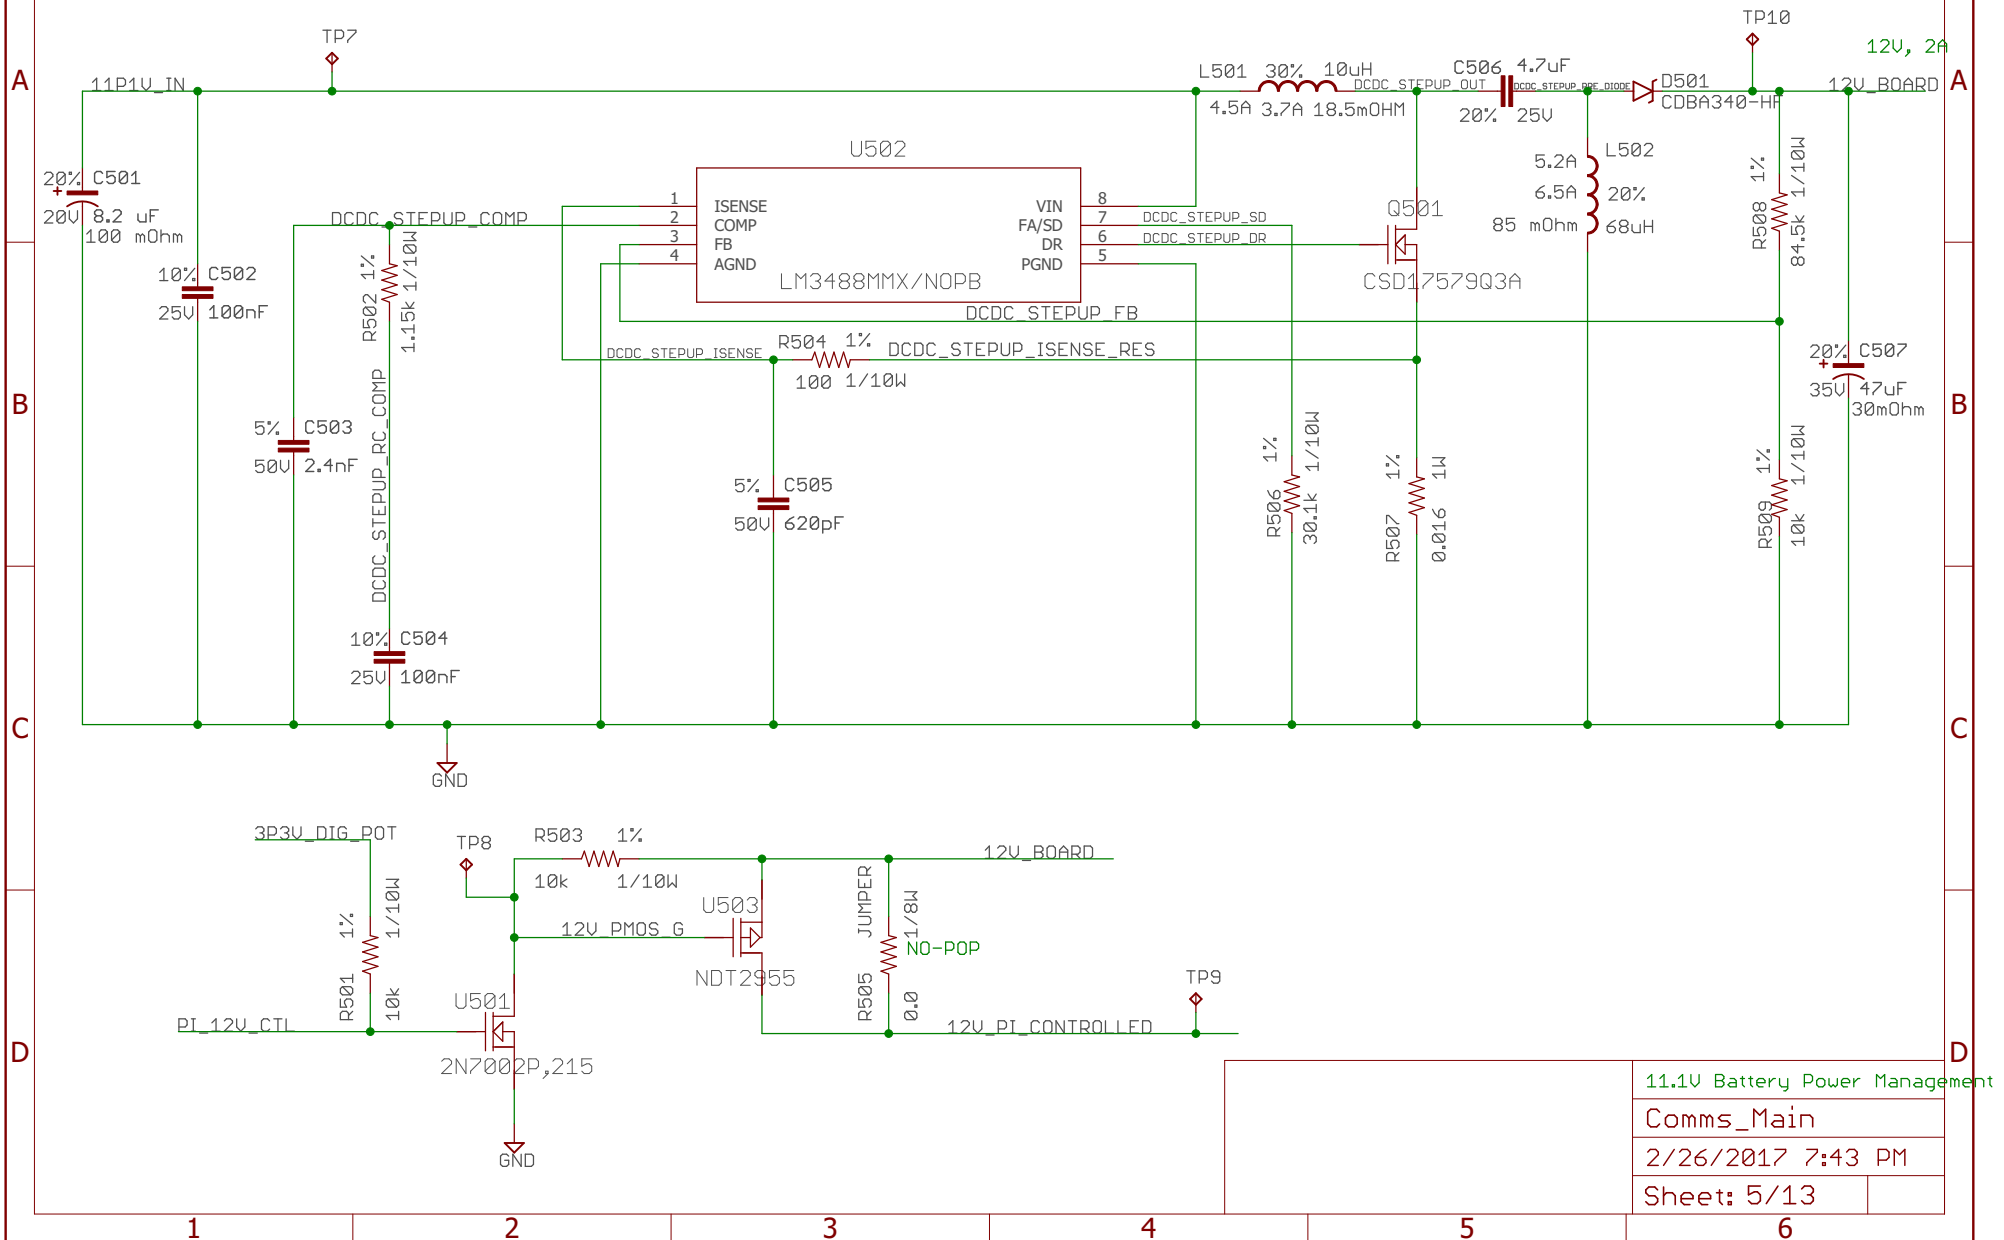 TP7
TP10
12V, 2A
A
11P1V_IN
L501 30% 10uH
DCDC_STEPUP_OUT
4.5A 3.7A 18.5mOHM
C506 4.7uF
20% 25V
DCDC_STEPUP_PRE_DIODE
D501
CDBA340-HF
12V_BOARD
A
U502
20% C501
+
20V 8.2 uF
100 mOhm
DCDC_STEPUP_COMP
1 ISENSE
2 COMP
3 FB
4 AGND
VIN 8
FA/SD 7
DR 6
PGND 5
LM3488MMX/NOPB
DCDC_STEPUP_SD
DCDC_STEPUP_DR
Q501
CSD17579Q3A
5.2A L502
6.5A 20%
85 mOhm 68uH
R508 1%
84.5k 1/10W
10% C502
25V 100nF
R502 1%
1.15k 1/10W
DCDC_STEPUP_FB
DCDC_STEPUP_ISENSE
R504 1%
100 1/10W
DCDC_STEPUP_ISENSE_RES
20% C507
+
35V 47uF
30mOhm
B
B
DCDC_STEPUP_RC_COMP
5% C503
50V 2.4nF
5% C505
50V 620pF
R506 1%
30.1k 1/10W
R507 1%
0.016 1W
R509 1%
10k 1/10W
10% C504
25V 100nF
C
C
GND
3P3V_DIG_POT
TP8
R503 1%
10k 1/10W
12V_BOARD
R501 1%
10k 1/10W
U503
12V_PMOS_G
NDT2955
R505 JUMPER
0.0 1/8W
NO-POP
TP9
U501
PI_12V_CTL
12V_PI_CONTROLLED
2N7002P,215
D
D
GND
11.1V Battery Power Management
Comms_Main
2/26/2017 7:43 PM
Sheet: 5/13
1 2 3 4 5 6